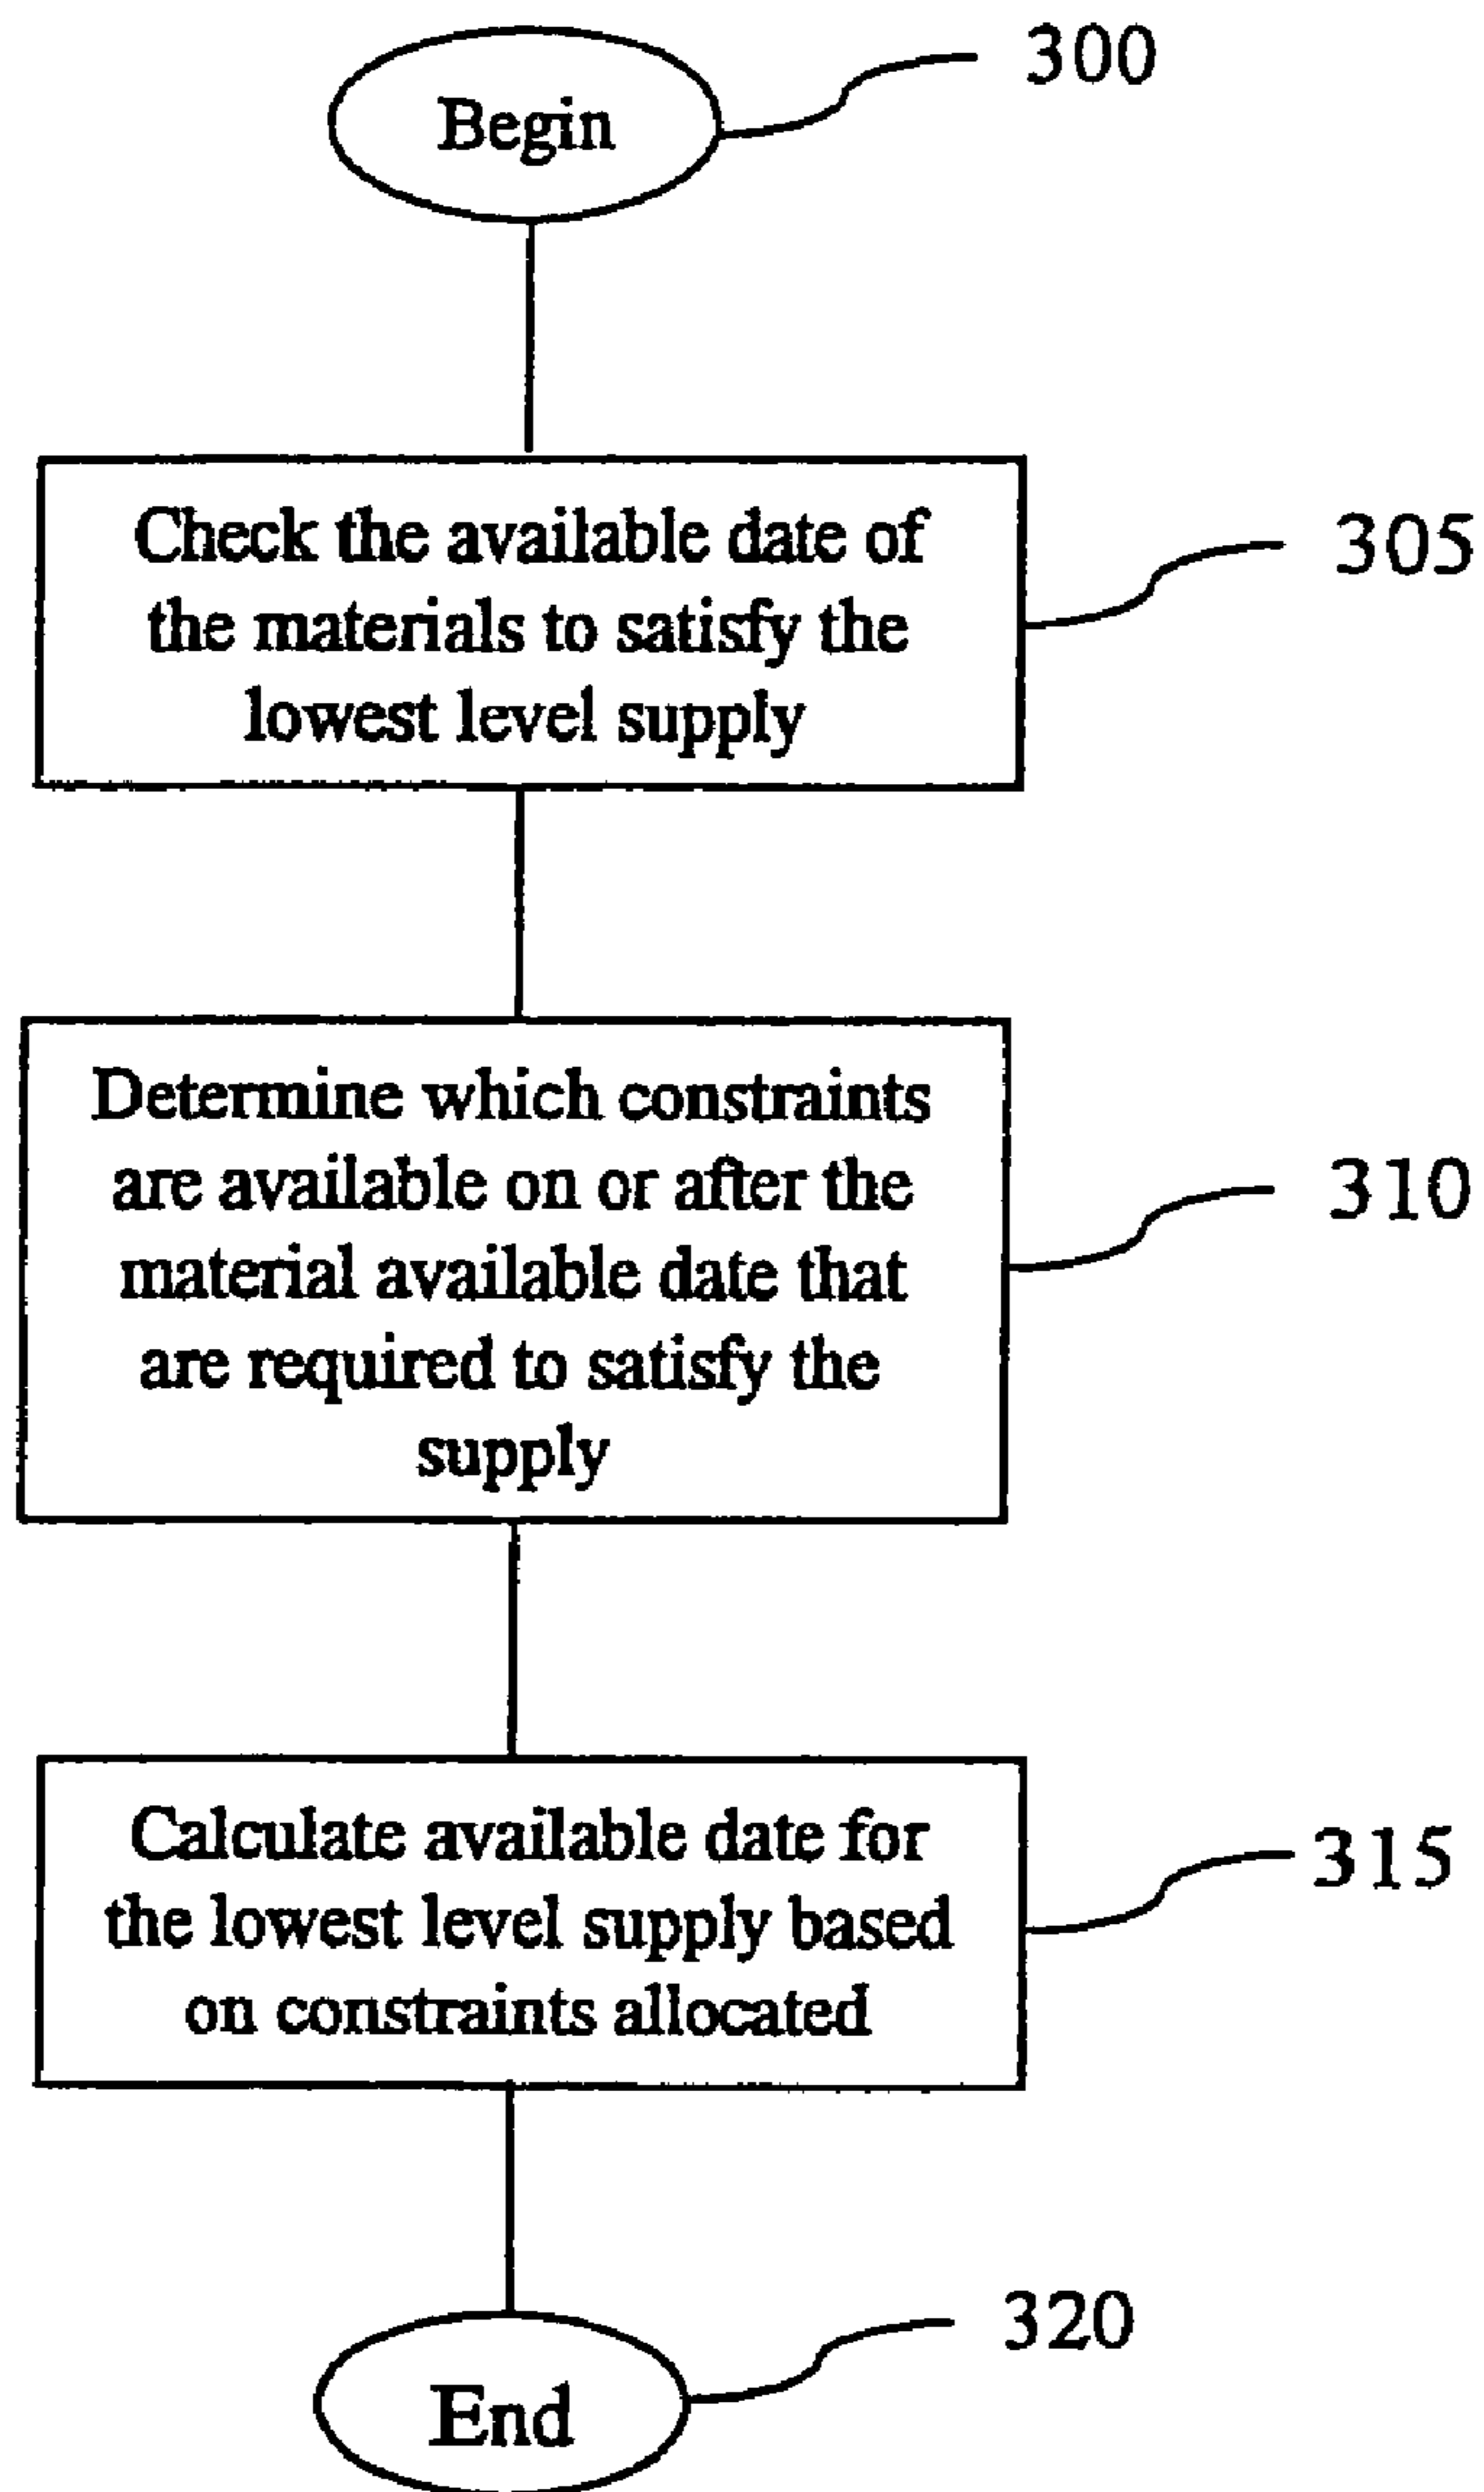 Begin
300
Check the available date of
the materials to satisfy the
lowest level supply
305
Determine which constraints
are available on or after the
material available date that
are required to satisfy the
supply
310
Calculate available date for
the lowest level supply based
on constraints allocated
315
End
320